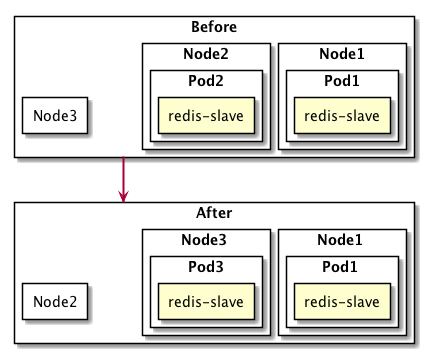 Before
Node2 Node1
Pod2 Pod1
Node3 redis-slave redis-slave
After
Node3 Node1
Pod3 Pod1
Node2 redis-slave redis-slave